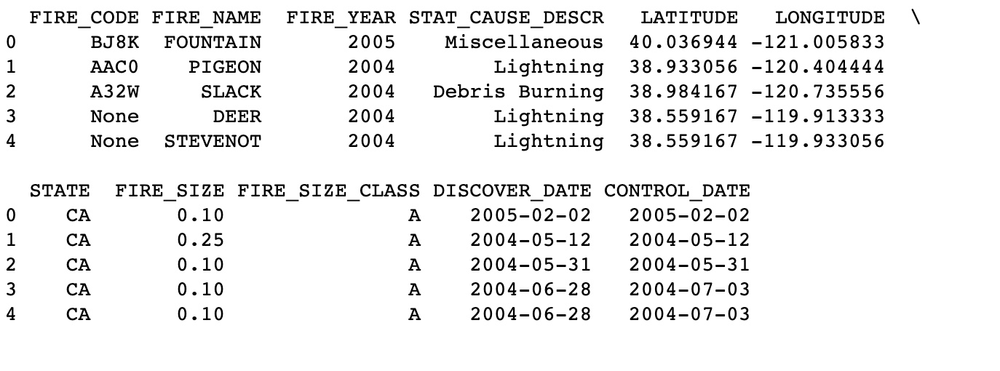 FIRE_CODE FIRE_NAME FIRE_YEAR STAT_CAUSE_DESCR LATITUDE LONGITUDE \
0 BJ8K FOUNTAIN 2005 Miscellaneous 40.036944 -121.005833
1 AAC0 PIGEON 2004 Lightning 38.933056 -120.404444
2 A32W SLACK 2004 Debris Burning 38.984167 -120.735556
3 None DEER 2004 Lightning 38.559167 -119.913333
4 None STEVENOT 2004 Lightning 38.559167 -119.933056
STATE FIRE_SIZE FIRE_SIZE_CLASS DISCOVER_DATE CONTROL_DATE
0 CA 0.10 A 2005-02-02 2005-02-02
1 CA 0.25 A 2004-05-12 2004-05-12
2 CA 0.10 A 2004-05-31 2004-05-31
3 CA 0.10 A 2004-06-28 2004-07-03
4 CA 0.10 A 2004-06-28 2004-07-03